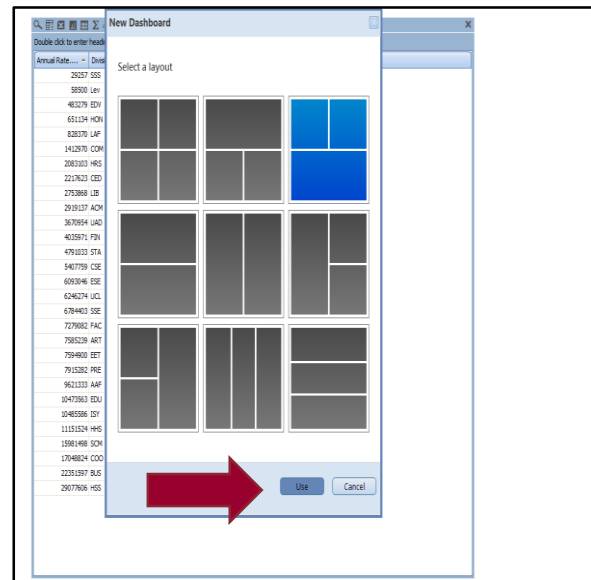 New Dashboard
X
Double click to enter headi
Annual Rate.... Divis
Select a layout
29257 SSS
58500 Lev
483279 EDV
651134 HON
828370 LAF
1412970 COM
2083103 HRS
2217623 CED
2753868 LIB
2919137 ACM
3670954 UAD
4035971 FIN
4791033 STA
5407759 CSE
6093046 ESE
6246274 UCL
6784403 SSE
7279082 FAC
7585239 ART
7594900 EET
7915282 PRE
9621333 AAF
10473563 EDU
10485586 ISY
11151524 HHS
15981498 SCM
17048824 COO
22351597 BUS
29077606 HSS
Use Cancel